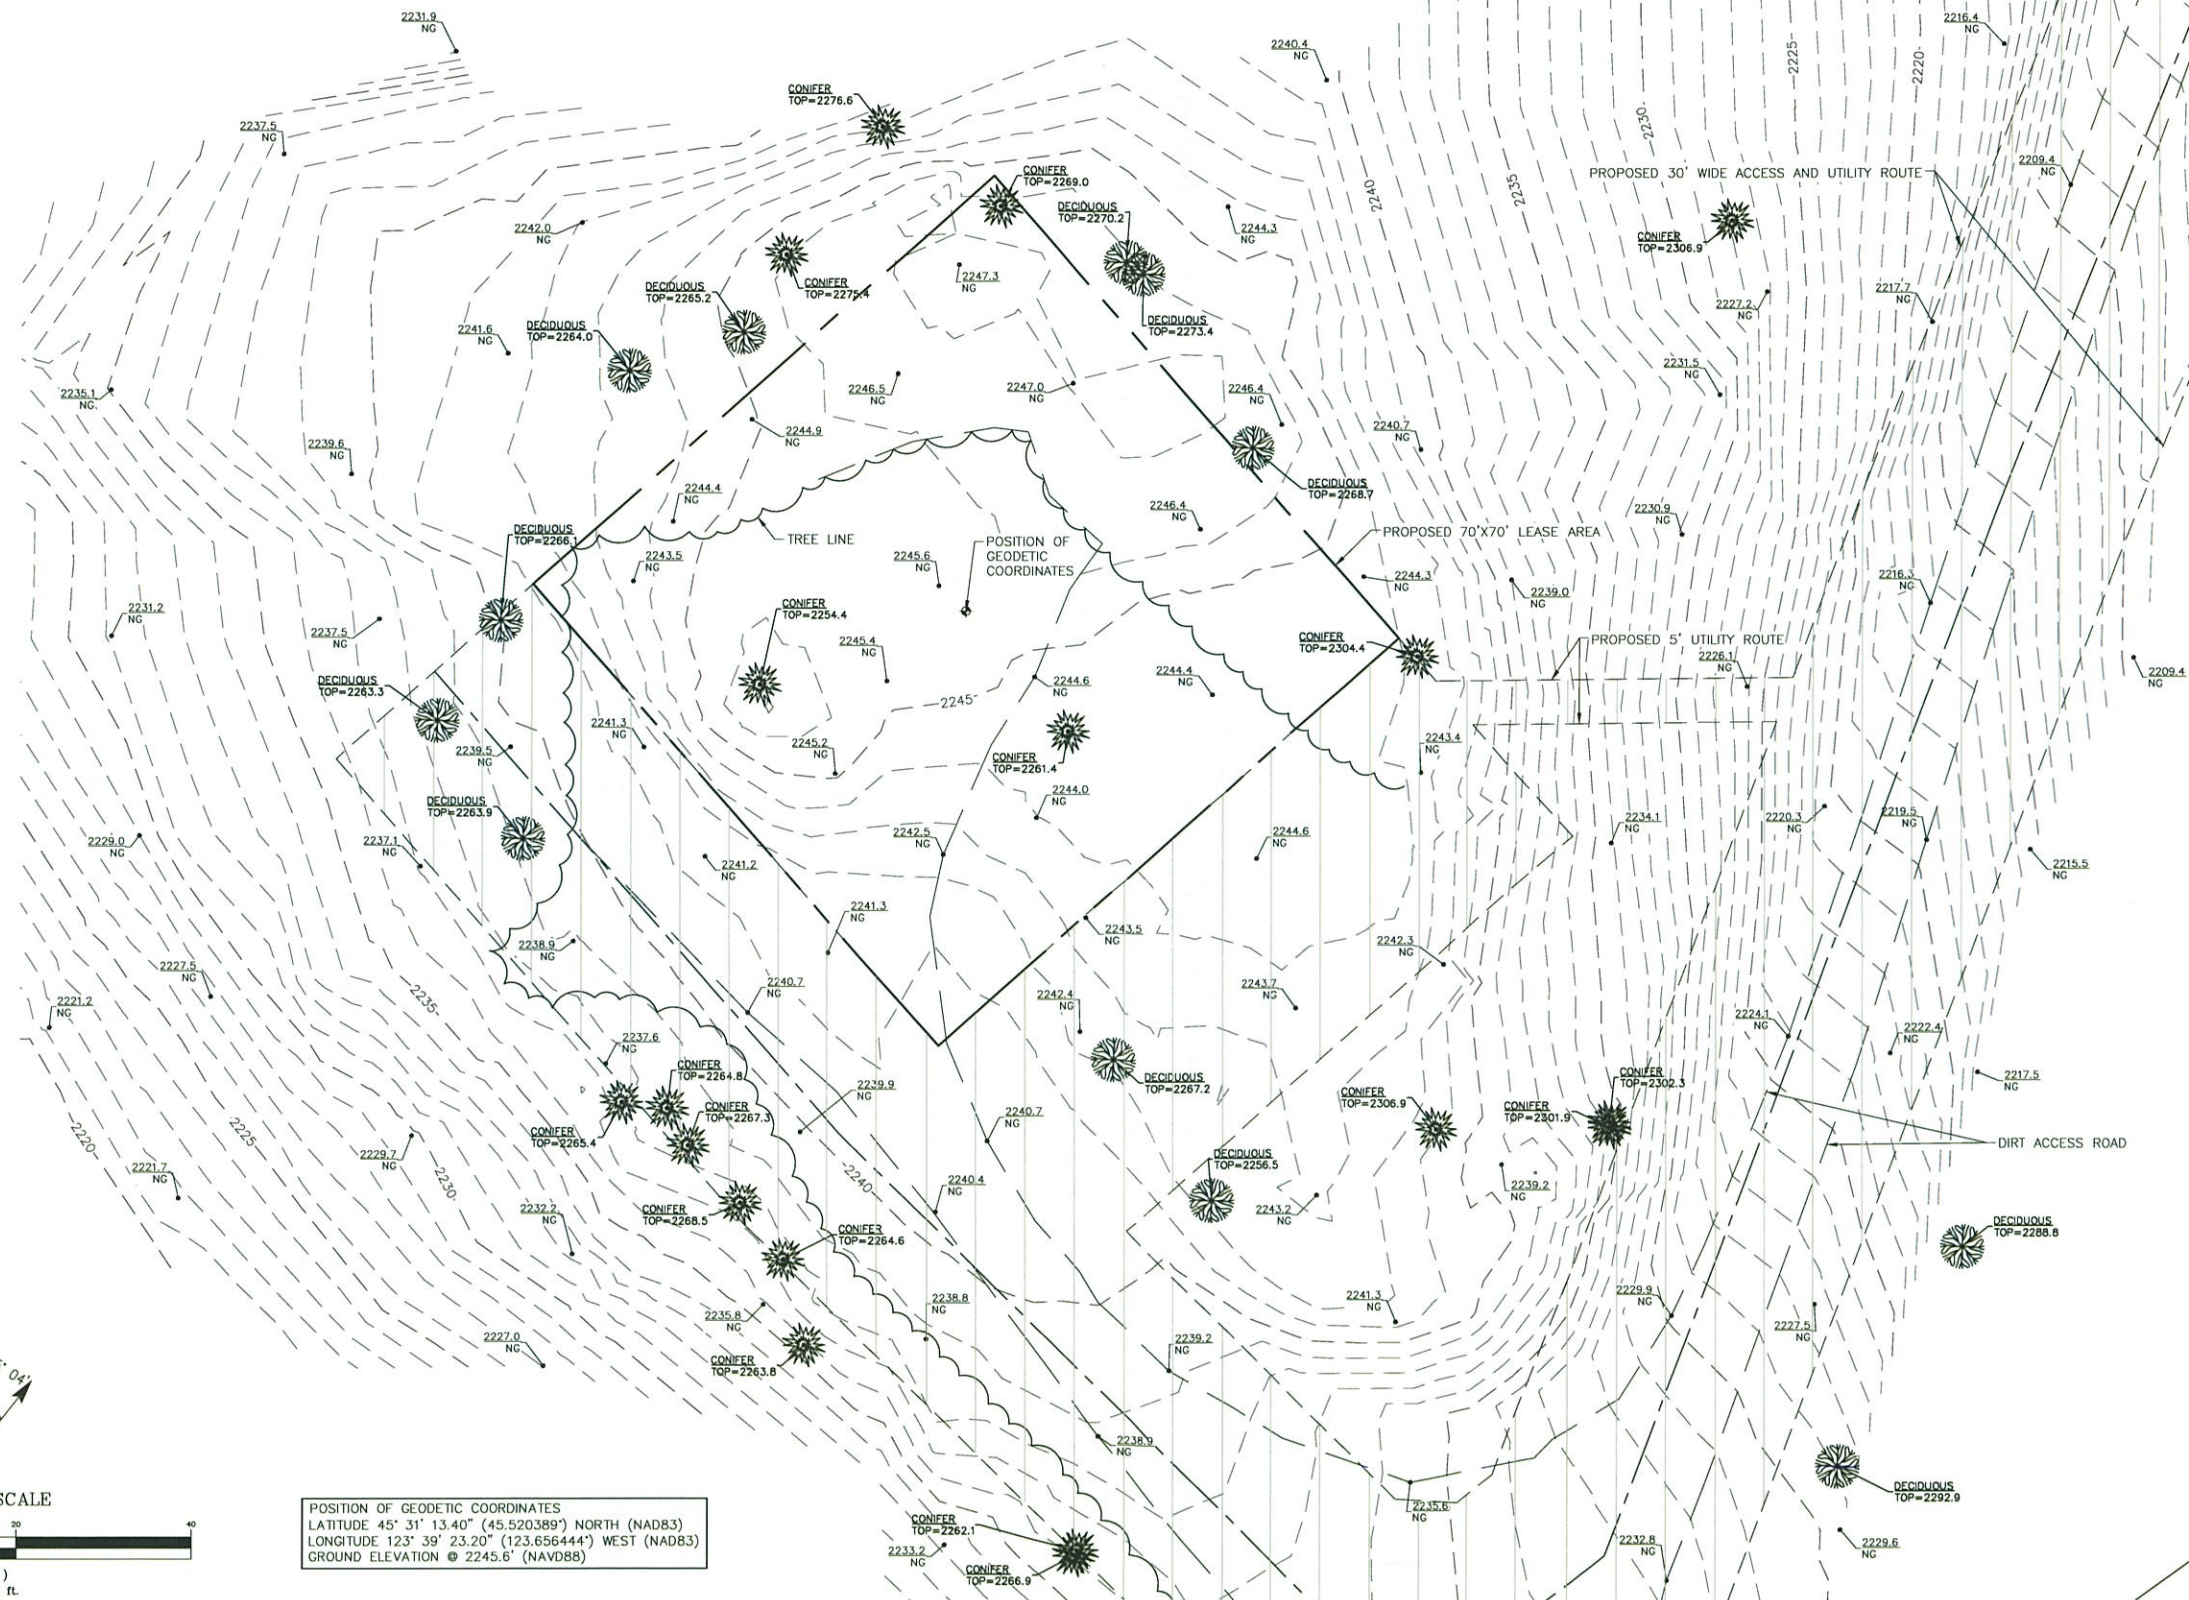 2231.9
NG
2240.4
NG
2216.4
NG
2225
2220
CONIFER
TOP=2276.6
2237.5
NG
2230
2209.4
NG
PROPOSED 30' WIDE ACCESS AND UTILITY ROUTE
CONIFER
TOP=2269.0
2240
2235
DECIDUOUS
TOP=2270.2
2242.0
NG
2244.3
NG
CONIFER
TOP=2306.9
2247.3
NG
CONIFER
TOP=2275.4
DECIDUOUS
TOP=2265.2
2227.2
NG
2217.7
NG
DECIDUOUS
TOP=2264.0
2241.6
NG
DECIDUOUS
TOP=2273.4
2231.5
NG
2235.1
NG
2246.5
NG
2247.0
NG
2246.4
NG
2244.9
NG
2240.7
NG
2239.6
NG
2244.4
NG
DECIDUOUS
TOP=2268.7
2246.4
NG
2230.9
NG
DECIDUOUS
TOP=2266.1
TREE LINE
POSITION OF
GEODETIC
COORDINATES
PROPOSED 70'X70' LEASE AREA
2243.5
NG
2245.6
NG
2244.3
NG
2239.0
NG
2216.3
NG
2231.2
NG
2237.5
NG
CONIFER
TOP=2254.4
2245.4
NG
CONIFER
TOP=2304.4
PROPOSED 5' UTILITY ROUTE
2226.1
NG
2209.4
NG
DECIDUOUS
TOP=2263.3
2244.6
NG
2244.4
NG
2245
2241.3
NG
2239.5
NG
2245.2
NG
CONIFER
TOP=2261.4
2243.4
NG
DECIDUOUS
TOP=2263.9
2244.0
NG
2229.0
NG
2237.1
NG
2242.5
NG
2244.6
NG
2234.1
NG
2220.3
NG
2219.5
NG
2241.2
NG
2215.5
NG
2241.3
NG
2243.5
NG
2238.9
NG
2242.3
NG
2227.5
NG
2235
2240.7
NG
2242.4
NG
2243.7
NG
2221.2
NG
2224.1
NG
2222.4
NG
2237.6
NG
CONIFER
TOP=2264.8
DECIDUOUS
TOP=2267.2
2239.9
NG
CONIFER
TOP=2302.3
2217.5
NG
CONIFER
TOP=2267.3
CONIFER
TOP=2306.9
CONIFER
TOP=2301.9
2220
2225
CONIFER
TOP=2265.4
2240.7
NG
DIRT ACCESS ROAD
2229.7
NG
2221.7
NG
2230
2240
2240.4
NG
DECIDUOUS
TOP=2256.5
2239.2
NG
2232.2
NG
CONIFER
TOP=2268.5
2243.2
NG
CONIFER
TOP=2264.6
DECIDUOUS
TOP=2288.8
2235.8
NG
2238.8
NG
2241.3
NG
2229.9
NG
2227.5
NG
2227.0
NG
CONIFER
TOP=2263.8
2239.2
NG
04'
2238.9
NG
DECIDUOUS
TOP=2292.9
2235.6
NG
SCALE
20
40
)
ft.
POSITION OF GEODETIC COORDINATES
LATITUDE 45° 31' 13.40" (45.520389°) NORTH (NAD83)
LONGITUDE 123° 39' 23.20" (123.656444°) WEST (NAD83)
GROUND ELEVATION @ 2245.6' (NAVD88)
CONIFER
TOP=2262.1
2233.2
NG
CONIFER
TOP=2266.9
2232.8
NG
2229.6
NG